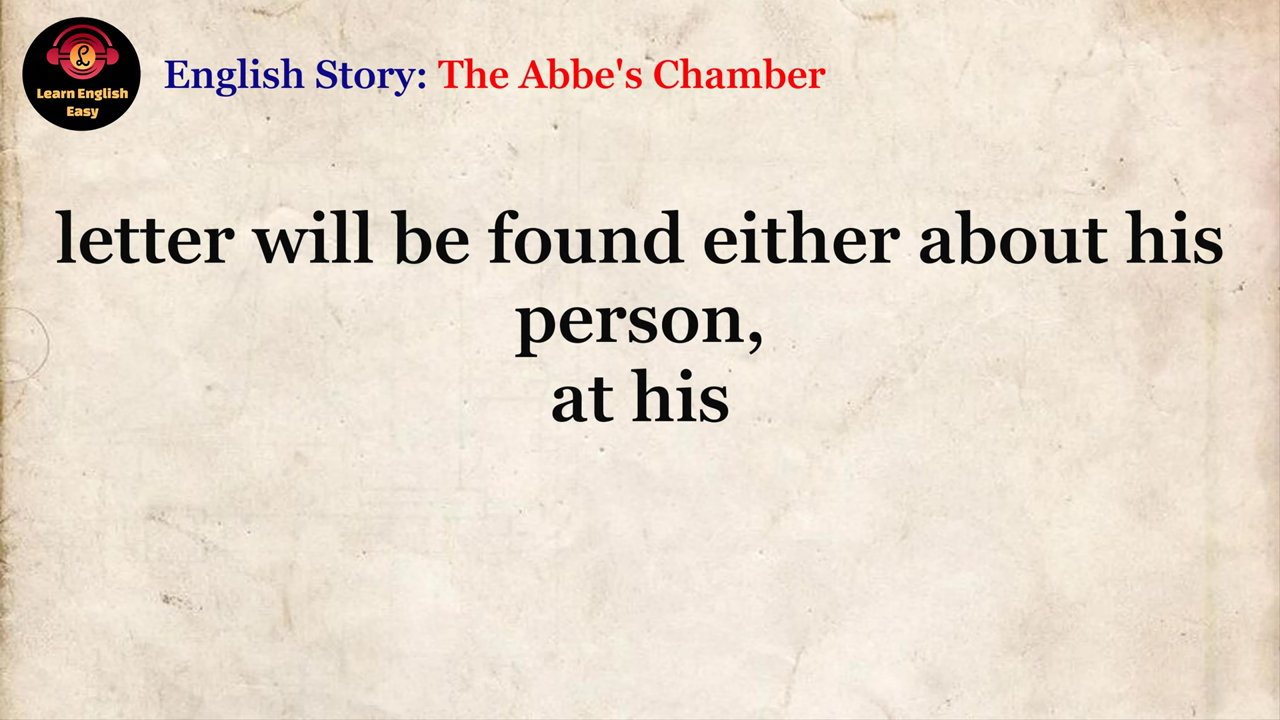 Learn English
Easy
English Story: The Abbe's Chamber
letter will be found either about his
person,
at his